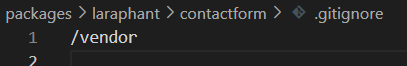 packages > laraphant > contactform > .gitignore
1 /vendor
2